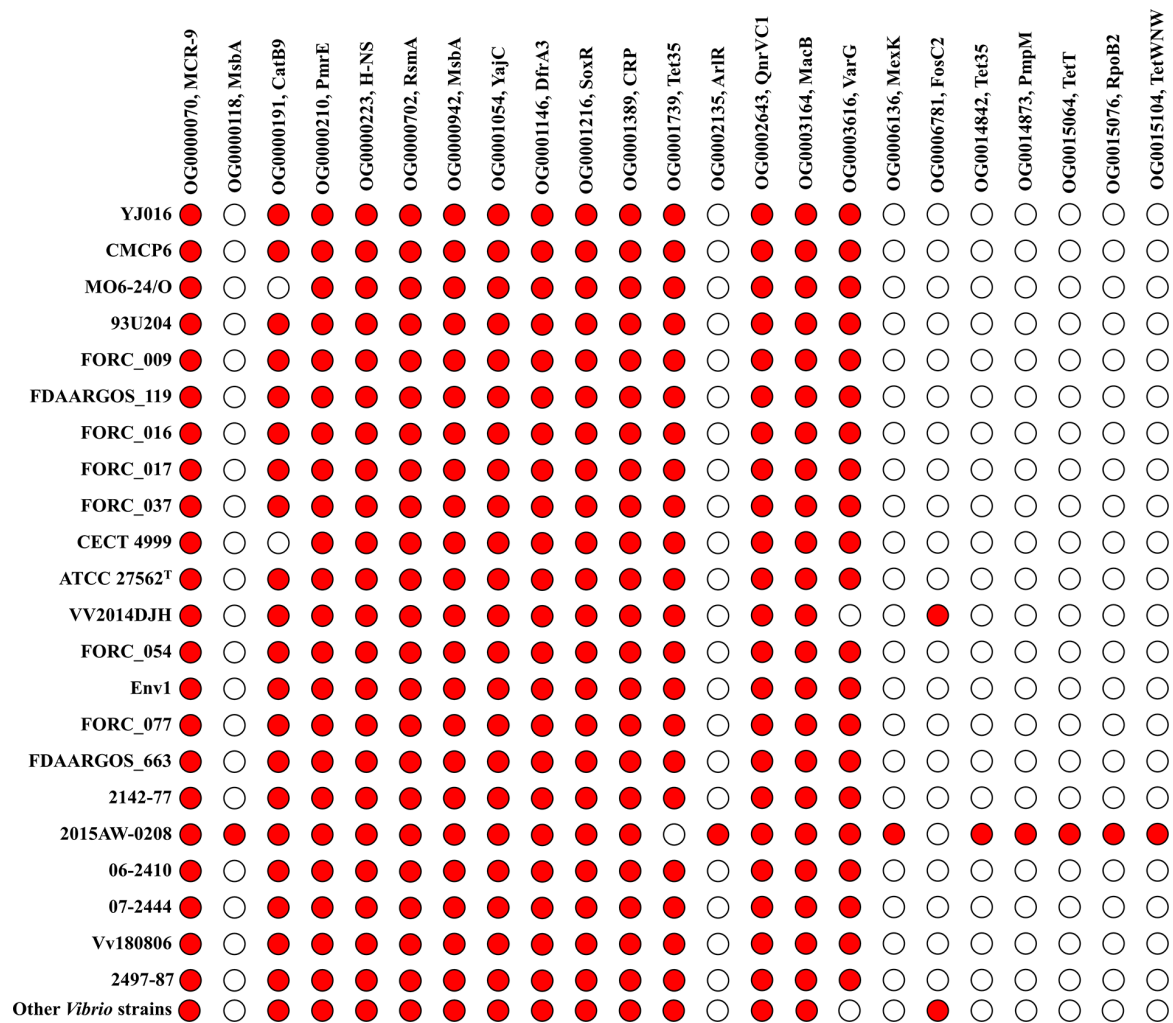 OG0000070, MCR-9
OG0000118, MsbA
OG0000191, CatB9
OG0000210, PmrE
OG0000223, H-NS
OG0000702, RsmA
OG0000942, MsbA
OG0001054, YajC
OG0001146, DfrA3
OG0001216, SoxR
OG0001389, CRP
OG0001739, Tet35
OG0002135, ArlR
OG0002643, QnrVC1
OG0003164, MacB
OG0003616, VarG
OG0006136, MexK
OG0006781, FosC2
OG0014842, Tet35
OG0014873, PmpM
OG0015064, TetT
OG0015076, RpoB2
OG0015104, TetWNW
YJ016
CMCP6
MO6-24/O
93U204
FORC_009
FDAARGOS_119
FORC_016
FORC_017
FORC_037
CECT 4999
ATCC 27562ᵀ
VV2014DJH
FORC_054
Env1
FORC_077
FDAARGOS_663
2142-77
2015AW-0208
06-2410
07-2444
Vv180806
2497-87
Other Vibrio strains